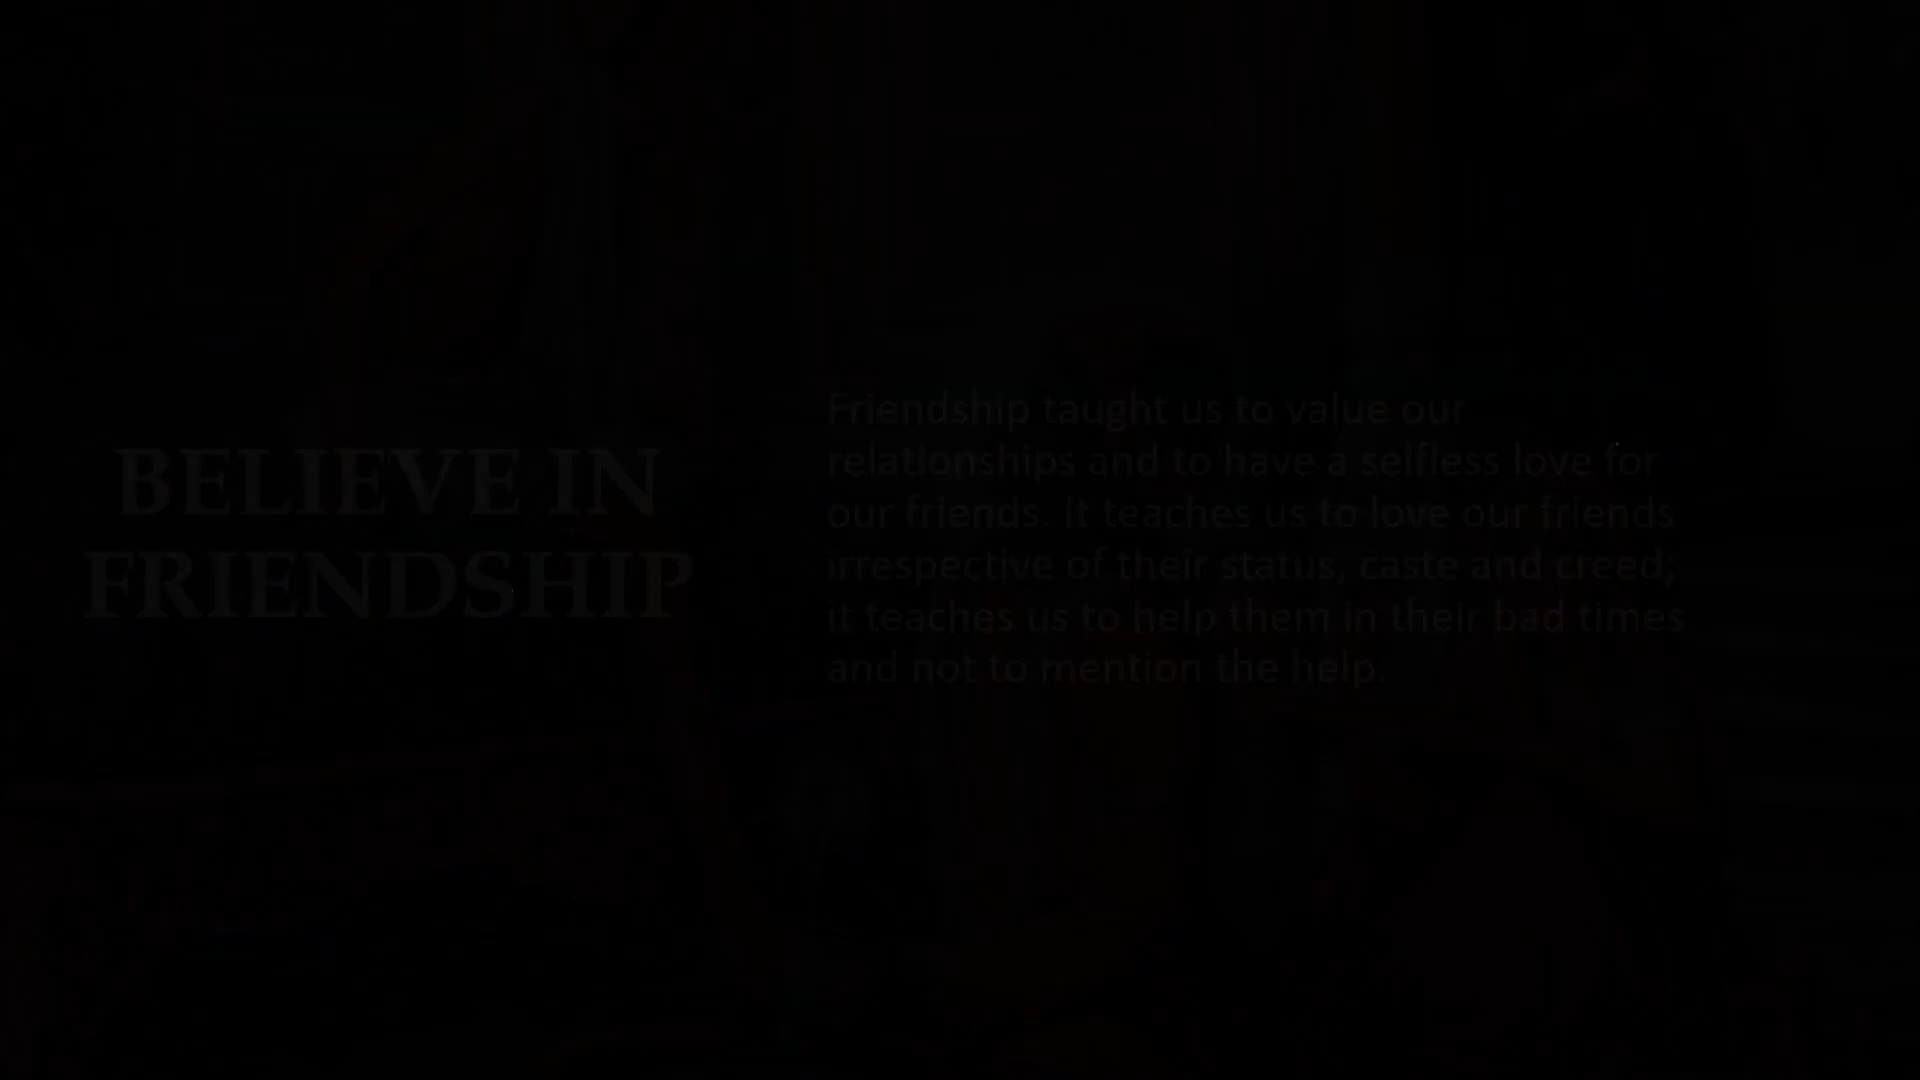 BELIEVE IN
FRIENDSHIP
Friendship taught us to value our
relationships and to have a selfless love for
our friends. It teaches us to love our friends
irrespective of their status, caste and creed;
it teaches us to help them in their bad times
and not to mention the help.